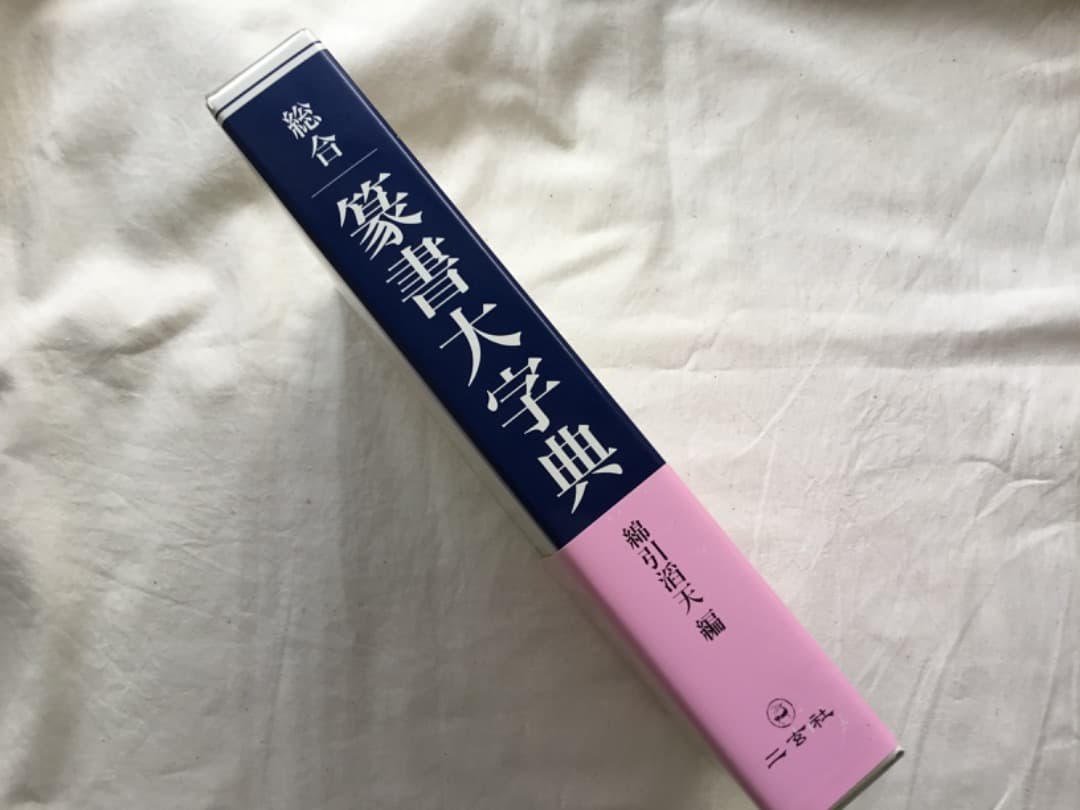 総合
篆書大字典
綿引滔天 編
二玄社